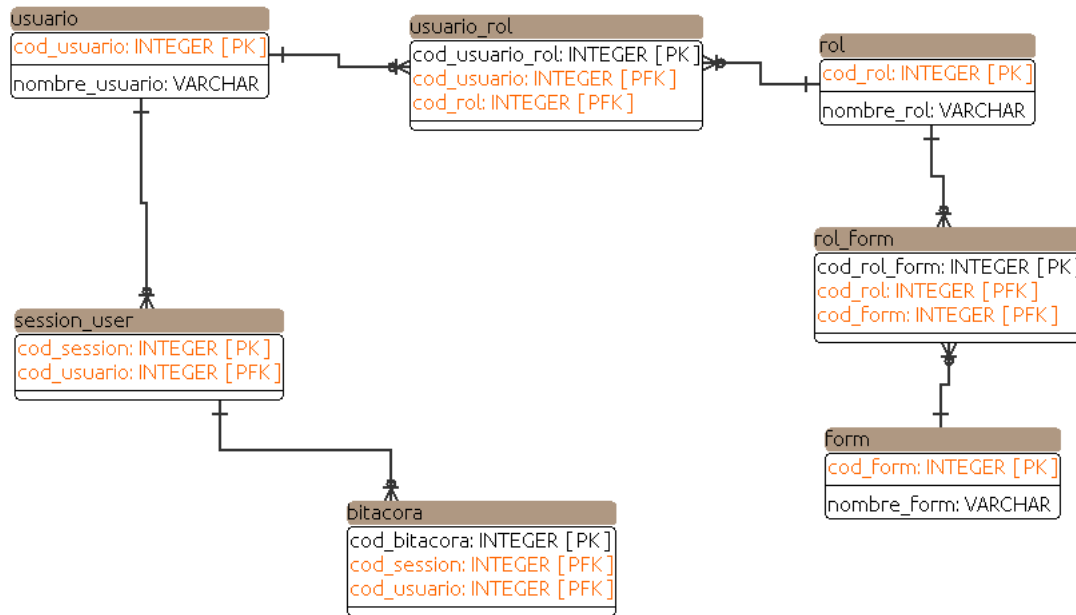 usuario
cod_usuario: INTEGER [PK]
nombre_usuario: VARCHAR
usuario_rol
cod_usuario_rol: INTEGER [PK]
cod_usuario: INTEGER [PFK]
cod_rol: INTEGER [PFK]
rol
cod_rol: INTEGER [PK]
nombre_rol: VARCHAR
rol_form
cod_rol_form: INTEGER [PK]
cod_rol: INTEGER [PFK]
cod_form: INTEGER [PFK]
session_user
cod_session: INTEGER [PK]
cod_usuario: INTEGER [PFK]
form
cod_form: INTEGER [PK]
nombre_form: VARCHAR
bitacora
cod_bitacora: INTEGER [PK]
cod_session: INTEGER [PFK]
cod_usuario: INTEGER [PFK]